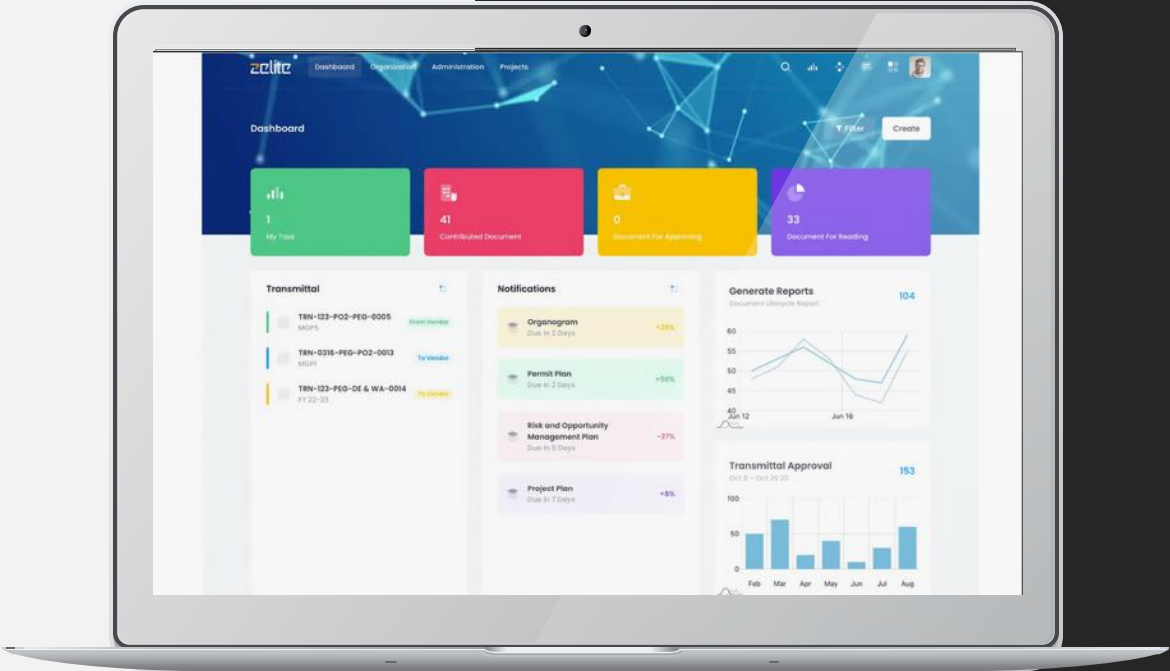 zelite
Dashboard Organization Administration Projects
Dashboard
Filter
Create
1
My Task
41
Contributed Document
0
Document For Approving
33
Document For Reading
Transmittal
TRN-123-PO2-PEG-0005
MGPS
From Vendor
TRN-0316-PEG-PO2-0013
MGP1
To Vendor
TRN-123-PEG-DE & WA-0014
FY 22-23
To Vendor
Notifications
Organogram
Due in 2 Days
+28%
Permit Plan
Due in 2 Days
+50%
Risk and Opportunity
Management Plan
Due in 5 Days
-27%
Project Plan
Due in 7 Days
+8%
Generate Reports
Document Lifecycle Report
104
60
55
50
45
40
Jun 12
Jun 16
Transmittal Approval
153
100
50
0
Feb Mar Apr May Jun Jul Aug